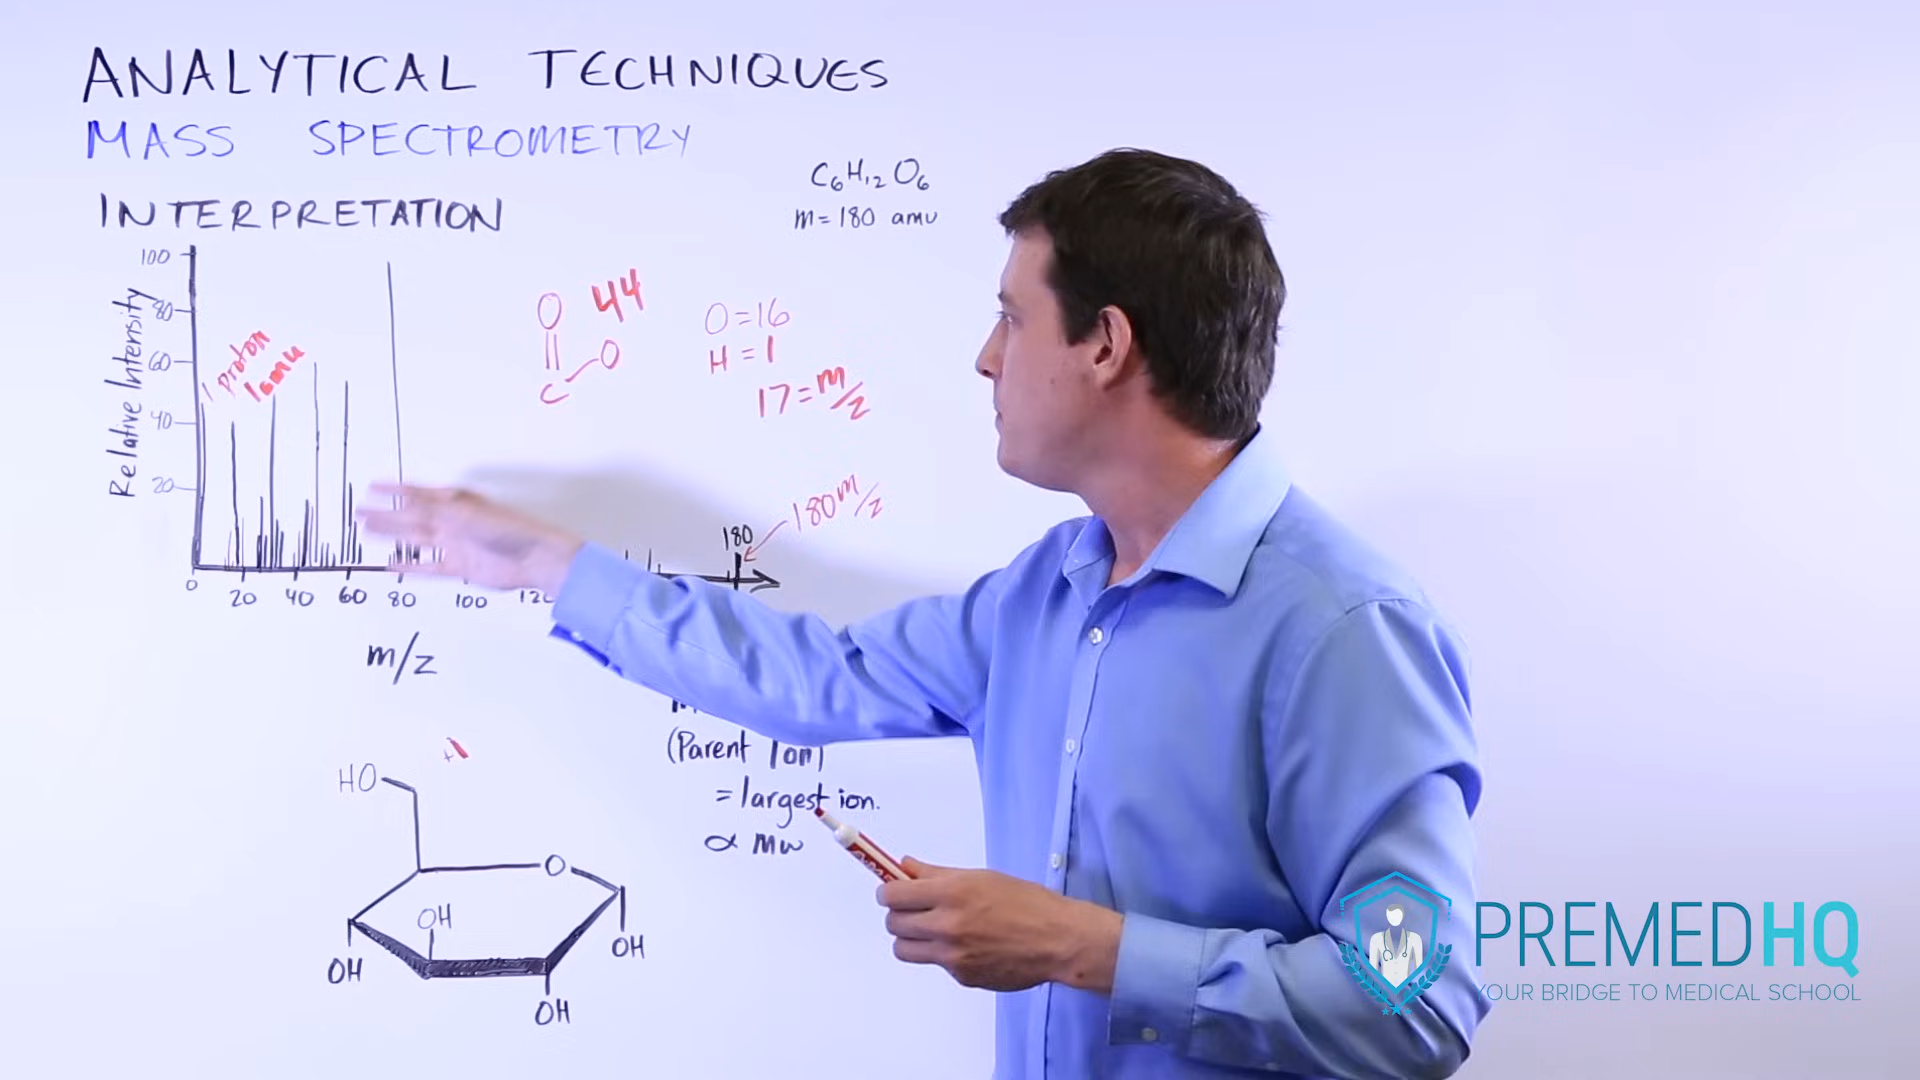 ANALYTICAL TECHNIQUES
MASS SPECTROMETRY
INTERPRETATION
C6H12O6
m=180 amu
Relative Intensity
100
80
60
40
20
1 proton
1amu
O
O
C
44
O=16
H=1
17=m/z
180
180 m/z
0 20 40 60 80 100
m/z
(Parent Ion)
=largest ion.
∝ mw
HO
O
OH
OH
OH
OH
PREMEDHQ
YOUR BRIDGE TO MEDICAL SCHOOL